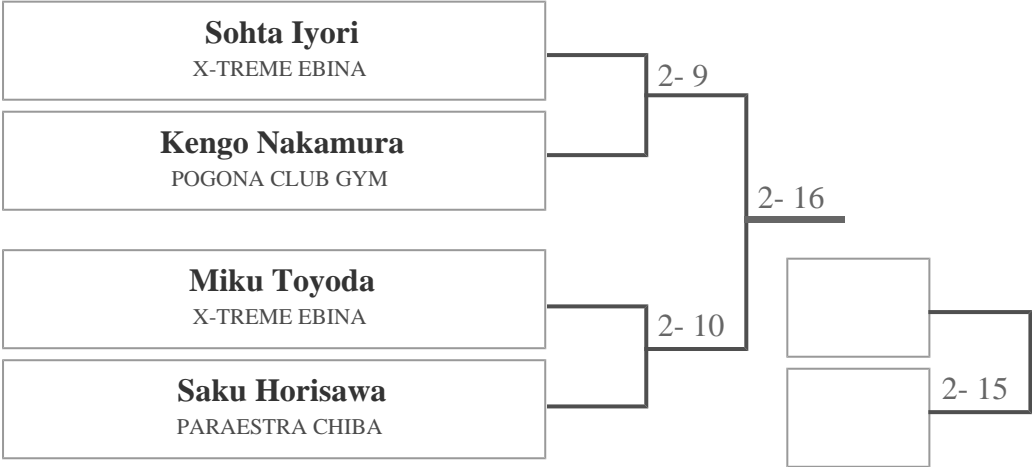 Sohta Iyori
X-TREME EBINA
2- 9
Kengo Nakamura
POGONA CLUB GYM
2- 16
Miku Toyoda
X-TREME EBINA
2- 10
Saku Horisawa
PARAESTRA CHIBA
2- 15